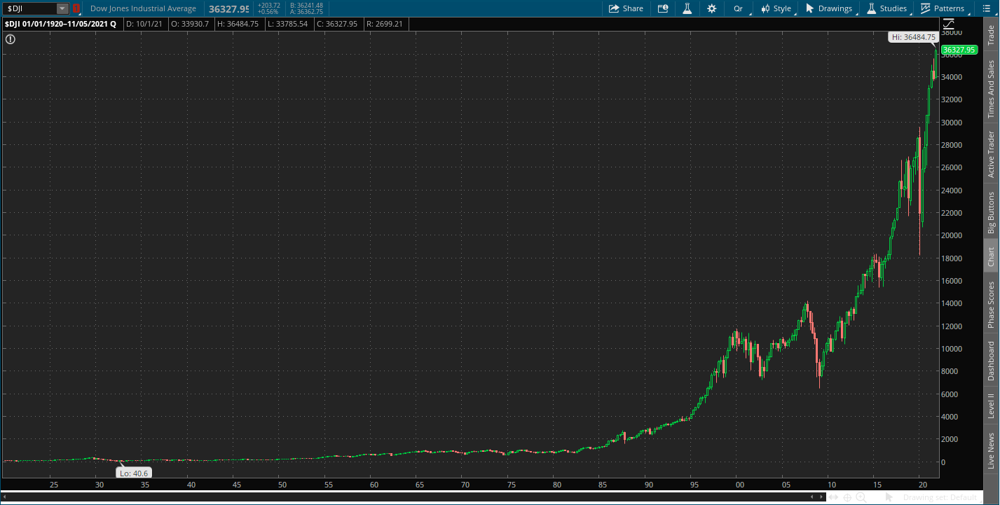 $DJI
1
Dow Jones Industrial Average
36327.95
+203.72
+0.56%
B: 36241.48
A: 36362.75
Share
Qr
Style
Drawings
Studies
Patterns
$DJI 01/01/1920–11/05/2021 Q
D: 10/1/21
O: 33930.7
H: 36484.75
L: 33785.54
C: 36327.95
R: 2699.21
Hi: 36484.75
38000
36327.95
36000
34000
32000
30000
28000
26000
24000
22000
20000
18000
16000
14000
12000
10000
8000
6000
4000
2000
0
Lo: 40.6
25
30
35
40
45
50
55
60
65
70
75
80
85
90
95
00
05
10
15
20
Drawing set: Default
Trade
Times And Sales
Active Trader
Big Buttons
Chart
Phase Scores
Dashboard
Level II
Live News